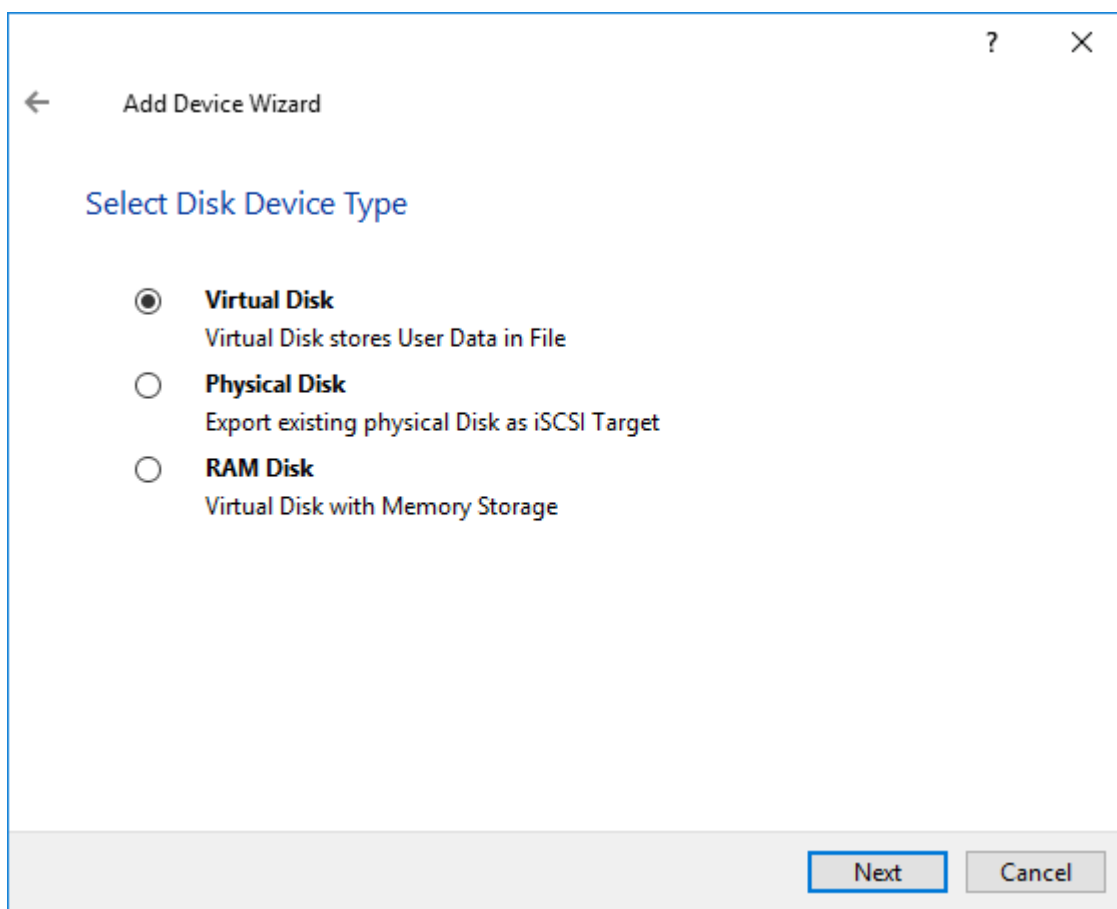 ?
Add Device Wizard
Select Disk Device Type
Virtual Disk
Virtual Disk stores User Data in File
Physical Disk
Export existing physical Disk as iSCSI Target
RAM Disk
Virtual Disk with Memory Storage
Next Cancel